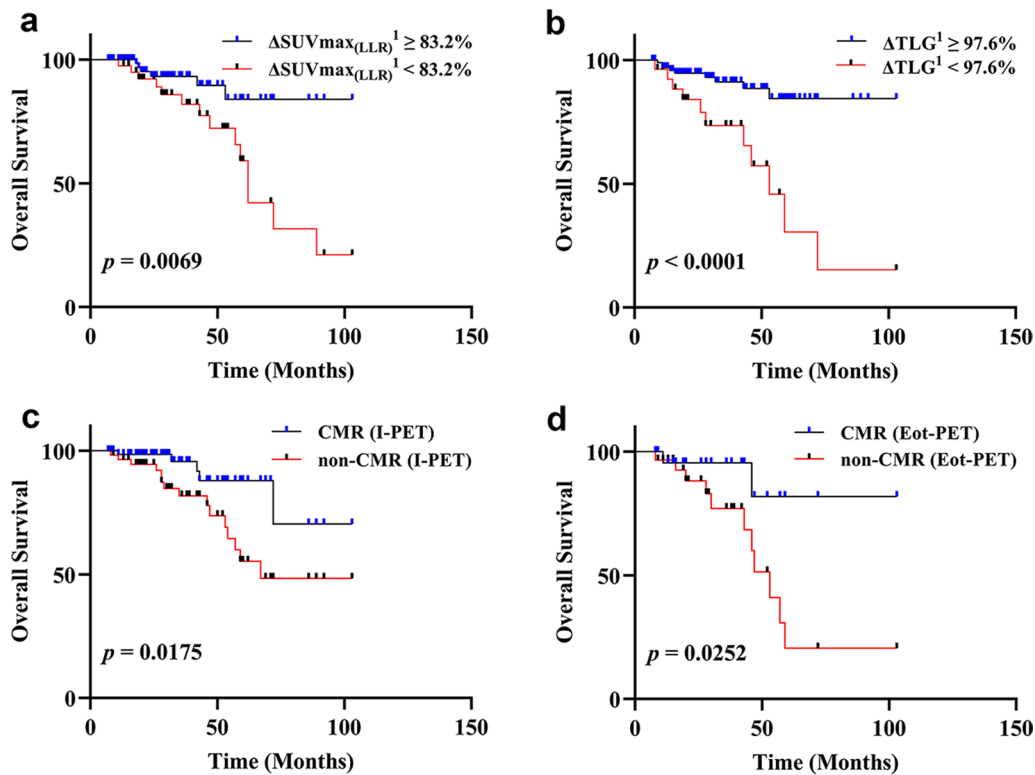 a
ΔSUVmax(LLR)1 ≥ 83.2%
ΔSUVmax(LLR)1 < 83.2%
Overall Survival
100
50
0
p = 0.0069
0 50 100 150
Time (Months)
b
ΔTLG1 ≥ 97.6%
ΔTLG1 < 97.6%
Overall Survival
100
50
0
p < 0.0001
0 50 100 150
Time (Months)
c
CMR (I-PET)
non-CMR (I-PET)
Overall Survival
100
50
0
p = 0.0175
0 50 100 150
Time (Months)
d
CMR (Eot-PET)
non-CMR (Eot-PET)
Overall Survival
100
50
0
p = 0.0252
0 50 100 150
Time (Months)